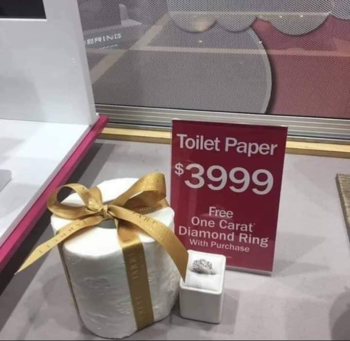 Toilet Paper
$3999
Free
One Carat
Diamond Ring
With Purchase